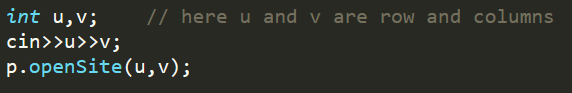 int u,v;    // here u and v are row and columns
cin>>u>>v;
p.openSite(u,v);